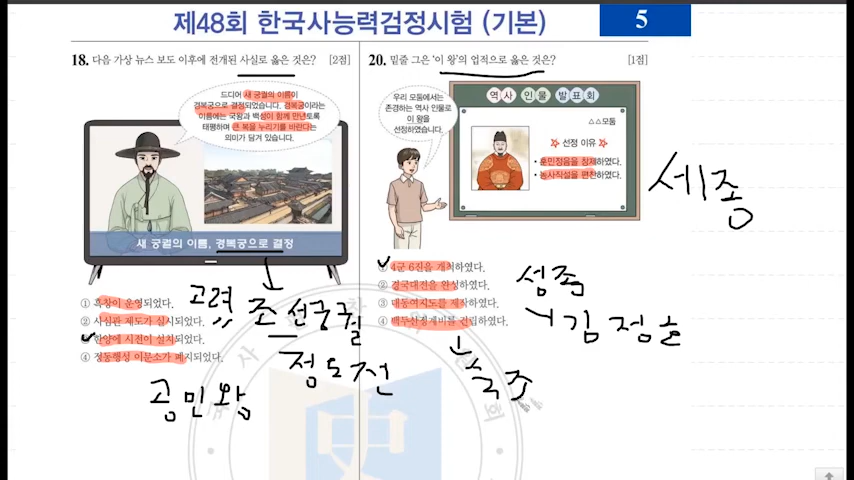 제48회 한국사능력검정시험 (기본)
5
18. 다음 가상 뉴스 보도 이후에 전개된 사실로 옳은 것은? [2점]
드디어 새 궁궐의 이름이
경복궁으로 결정되었습니다. 경복궁이라는
이름에는 국왕과 백성이 함께 만년토록
태평하며 큰 복을 누리기를 바란다는
의미가 담겨 있습니다.
새 궁궐의 이름, 경복궁으로 결정
① 흑창이 운영되었다.
② 사심관 제도가 실시되었다.
③ 한양에 시전이 설치되었다.
④ 정동행성 이문소가 폐지되었다.
고려
조선궁궐
정도전
공민왕
20. 밑줄 그은 '이 왕'의 업적으로 옳은 것은? [1점]
우리 모둠에서는
존경하는 역사 인물로
이 왕을
선정하였습니다.
역사 인물 발표회
△△모둠
선정 이유
• 훈민정음을 창제하였다.
• 농사직설을 편찬하였다.
세종
① 4군 6진을 개척하였다.
② 경국대전을 완성하였다.
③ 대동여지도를 제작하였다.
④ 백두산정계비를 건립하였다.
성종
김정호
숙종